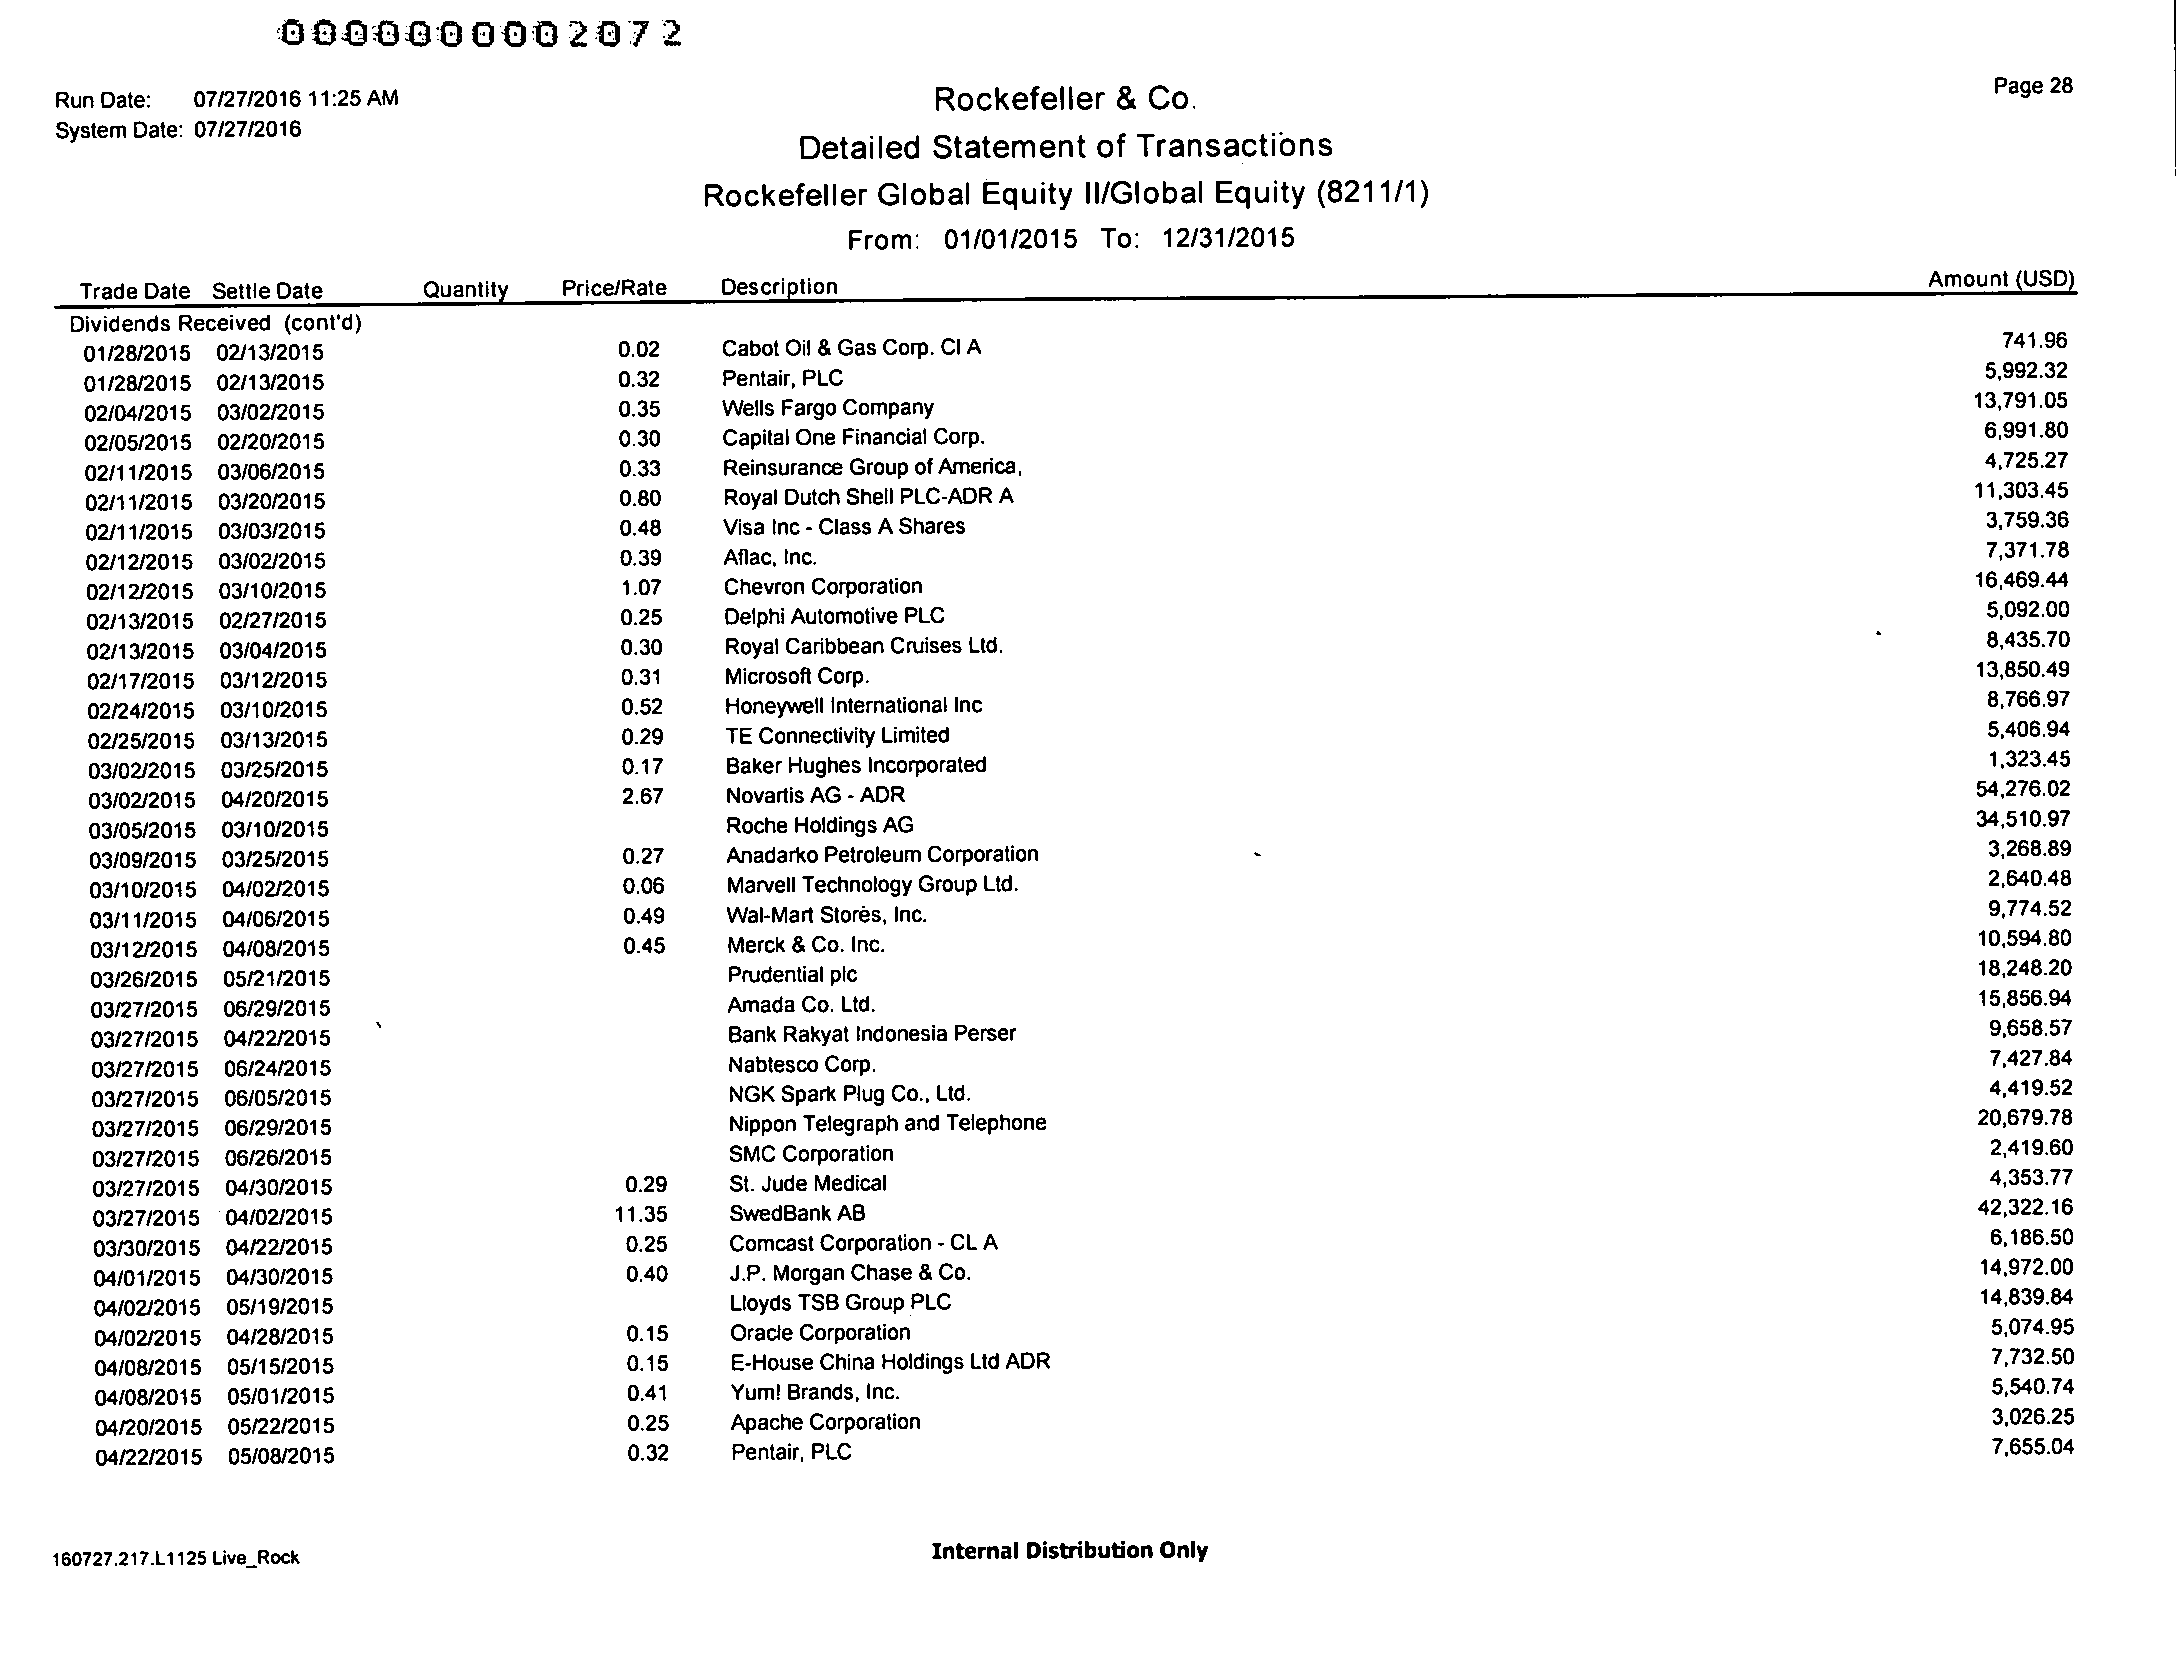 000000002072
Run Date: 07/27/2016 11:25 AM
System Date: 07/27/2016
Rockefeller & Co.
Page 28
Detailed Statement of Transactions
Rockefeller Global Equity II/Global Equity (8211/1)
From: 01/01/2015 To: 12/31/2015
Trade Date Settle Date Quantity Price/Rate Description Amount (USD)
Dividends Received (cont'd)
01/28/2015 02/13/2015 0.02 Cabot Oil & Gas Corp. Cl A 741.96
01/28/2015 02/13/2015 0.32 Pentair, PLC 5,992.32
02/04/2015 03/02/2015 0.35 Wells Fargo Company 13,791.05
02/05/2015 02/20/2015 0.30 Capital One Financial Corp. 6,991.80
02/11/2015 03/06/2015 0.33 Reinsurance Group of America, 4,725.27
02/11/2015 03/20/2015 0.80 Royal Dutch Shell PLC-ADR A 11,303.45
02/11/2015 03/03/2015 0.48 Visa Inc - Class A Shares 3,759.36
02/12/2015 03/02/2015 0.39 Aflac, Inc. 7,371.78
02/12/2015 03/10/2015 1.07 Chevron Corporation 16,469.44
02/13/2015 02/27/2015 0.25 Delphi Automotive PLC 5,092.00
02/13/2015 03/04/2015 0.30 Royal Caribbean Cruises Ltd. 8,435.70
02/17/2015 03/12/2015 0.31 Microsoft Corp. 13,850.49
02/24/2015 03/10/2015 0.52 Honeywell International Inc 8,766.97
02/25/2015 03/13/2015 0.29 TE Connectivity Limited 5,406.94
03/02/2015 03/25/2015 0.17 Baker Hughes Incorporated 1,323.45
03/02/2015 04/20/2015 2.67 Novartis AG - ADR 54,276.02
03/05/2015 03/10/2015 Roche Holdings AG 34,510.97
03/09/2015 03/25/2015 0.27 Anadarko Petroleum Corporation 3,268.89
03/10/2015 04/02/2015 0.06 Marvell Technology Group Ltd. 2,640.48
03/11/2015 04/06/2015 0.49 Wal-Mart Stores, Inc. 9,774.52
03/12/2015 04/08/2015 0.45 Merck & Co. Inc. 10,594.80
03/26/2015 05/21/2015 Prudential plc 18,248.20
03/27/2015 06/29/2015 Amada Co. Ltd. 15,856.94
03/27/2015 04/22/2015 Bank Rakyat Indonesia Perser 9,658.57
03/27/2015 06/24/2015 Nabtesco Corp. 7,427.84
03/27/2015 06/05/2015 NGK Spark Plug Co., Ltd. 4,419.52
03/27/2015 06/29/2015 Nippon Telegraph and Telephone 20,679.78
03/27/2015 06/26/2015 SMC Corporation 2,419.60
03/27/2015 04/30/2015 0.29 St. Jude Medical 4,353.77
03/27/2015 04/02/2015 11.35 SwedBank AB 42,322.16
03/30/2015 04/22/2015 0.25 Comcast Corporation - CL A 6,186.50
04/01/2015 04/30/2015 0.40 J.P. Morgan Chase & Co. 14,972.00
04/02/2015 05/19/2015 Lloyds TSB Group PLC 14,839.84
04/02/2015 04/28/2015 0.15 Oracle Corporation 5,074.95
04/08/2015 05/15/2015 0.15 E-House China Holdings Ltd ADR 7,732.50
04/08/2015 05/01/2015 0.41 Yum! Brands, Inc. 5,540.74
04/20/2015 05/22/2015 0.25 Apache Corporation 3,026.25
04/22/2015 05/08/2015 0.32 Pentair, PLC 7,655.04
160727.217.L1125 Live_Rock
Internal Distribution Only